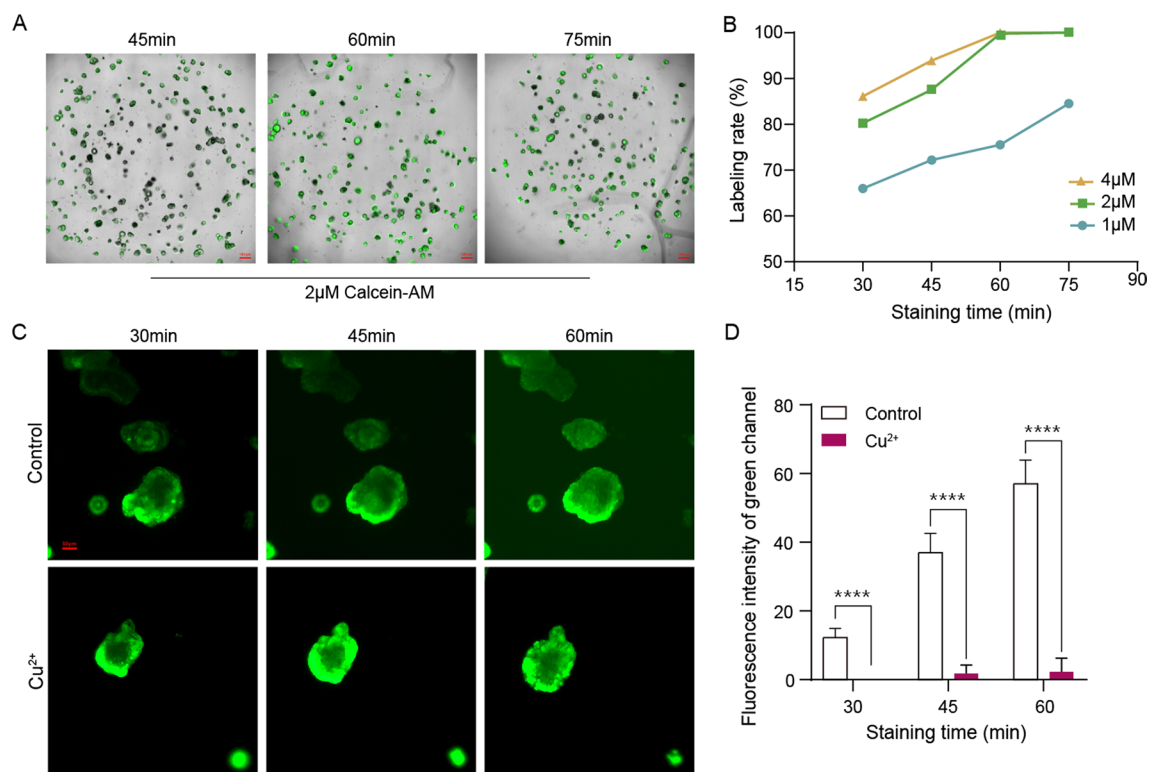 A
45min 60min 75min
2µM Calcein-AM
B
Labeling rate (%)
100
90
80
70
60
50
15 30 45 60 75 90
Staining time (min)
4µM
2µM
1µM
C
30min 45min 60min
Control
Cu²⁺
D
Fluorescence intensity of green channel
80
60
40
20
0
Control
Cu²⁺
****
****
****
30 45 60
Staining time (min)